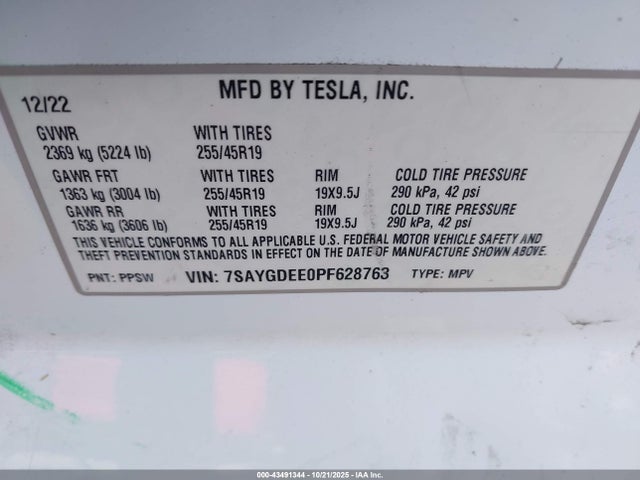 MFD BY TESLA, INC.
12/22
GVWR WITH TIRES
2369 kg (5224 lb) 255/45R19
GAWR FRT WITH TIRES RIM COLD TIRE PRESSURE
1363 kg (3004 lb) 255/45R19 19X9.5J 290 kPa, 42 psi
GAWR RR WITH TIRES RIM COLD TIRE PRESSURE
1636 kg (3606 lb) 255/45R19 19X9.5J 290 kPa, 42 psi
THIS VEHICLE CONFORMS TO ALL APPLICABLE U.S. FEDERAL MOTOR VEHICLE SAFETY AND
THEFT PREVENTION STANDARDS IN EFFECT ON THE DATE OF MANUFACTURE SHOWN ABOVE.
PNT: PPSW VIN: 7SAYGDEE0PF628763 TYPE: MPV
000-43491344 - 10/21/2025 - Copyright © 2025 IAA, Inc.